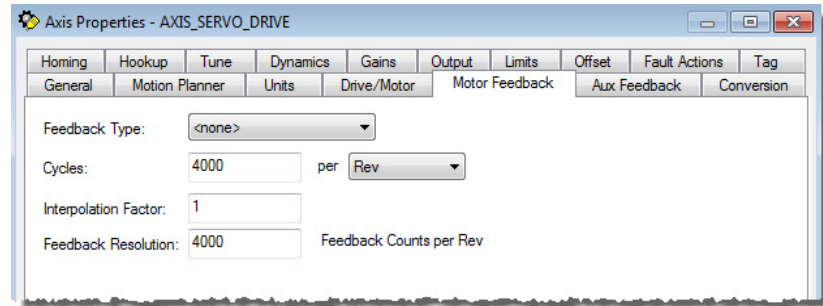 Axis Properties - AXIS_SERVO_DRIVE
Homing Hookup Tune Dynamics Gains Output Limits Offset Fault Actions Tag
General Motion Planner Units Drive/Motor Motor Feedback Aux Feedback Conversion
Feedback Type: <none>
Cycles: 4000 per Rev
Interpolation Factor: 1
Feedback Resolution: 4000 Feedback Counts per Rev